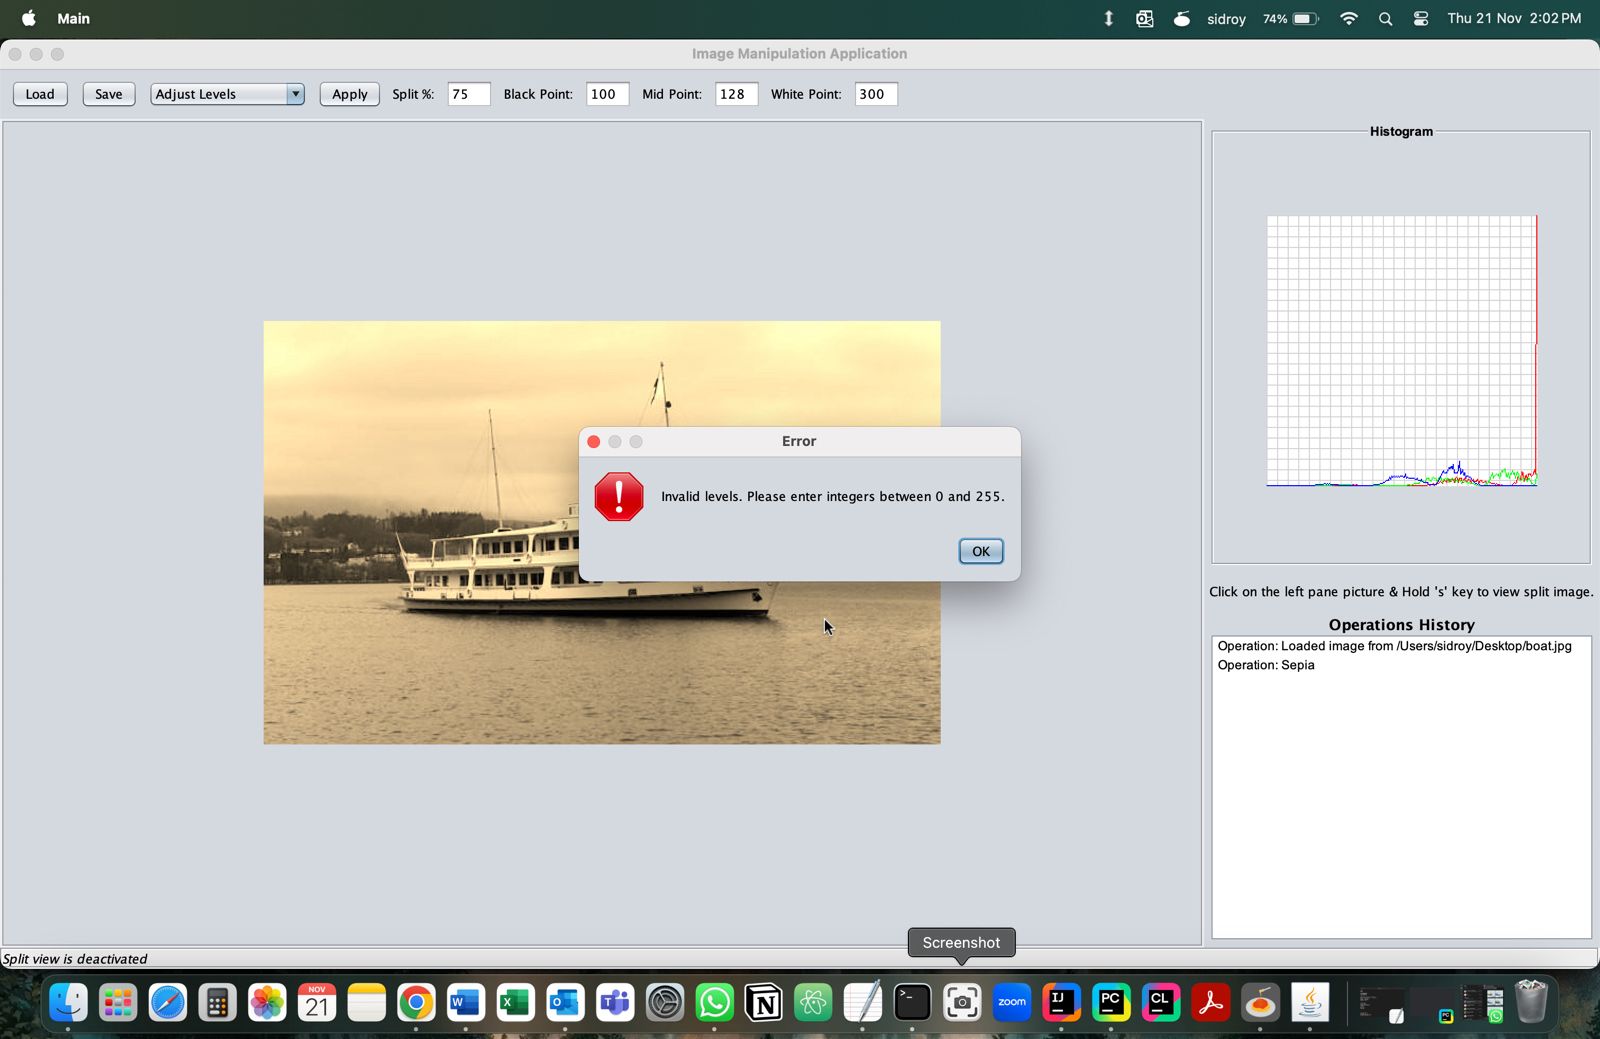 Main
sidroy 74% Thu 21 Nov 2:02 PM
Image Manipulation Application
Load Save Adjust Levels Apply Split %: 75 Black Point: 100 Mid Point: 128 White Point: 300
Histogram
Error
Invalid levels. Please enter integers between 0 and 255.
OK
Click on the left pane picture & Hold 's' key to view split image.
Operations History
Operation: Loaded image from /Users/sidroy/Desktop/boat.jpg
Operation: Sepia
Screenshot
Split view is deactivated
NOV
21
W
X
O
T
N
>_
zoom
IJ
PC
CL
PC